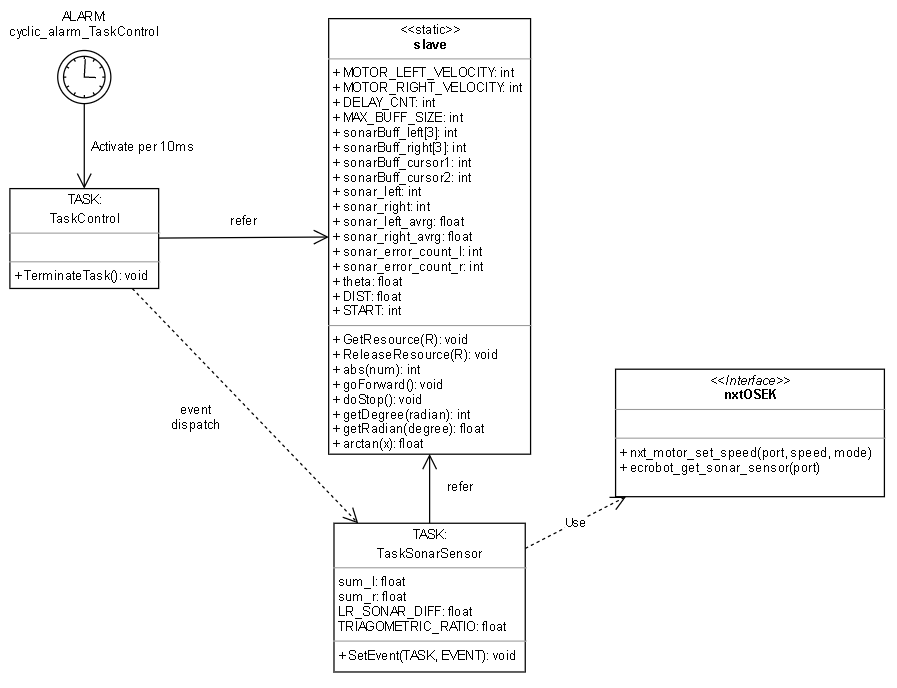 ALARM:
cyclic_alarm_TaskControl
Activate per 10ms
TASK:
TaskControl
+TerminateTask(): void
refer
<<static>>
slave
+ MOTOR_LEFT_VELOCITY: int
+ MOTOR_RIGHT_VELOCITY: int
+ DELAY_CNT: int
+ MAX_BUFF_SIZE: int
+ sonarBuff_left[3]: int
+ sonarBuff_right[3]: int
+ sonarBuff_cursor1: int
+ sonarBuff_cursor2: int
+ sonar_left: int
+ sonar_right: int
+ sonar_left_avrg: float
+ sonar_right_avrg: float
+ sonar_error_count_l: int
+ sonar_error_count_r: int
+ theta: float
+ DIST: float
+ START: int
+ GetResource(R): void
+ ReleaseResource(R): void
+ abs(num): int
+ goForward(): void
+ doStop(): void
+ getDegree(radian): int
+ getRadian(degree): float
+ arctan(x): float
event
dispatch
refer
<<Interface>>
nxtOSEK
+ nxt_motor_set_speed(port, speed, mode)
+ ecrobot_get_sonar_sensor(port)
Use
TASK:
TaskSonarSensor
sum_l: float
sum_r: float
LR_SONAR_DIFF: float
TRIAGOMETRIC_RATIO: float
+SetEvent(TASK, EVENT): void